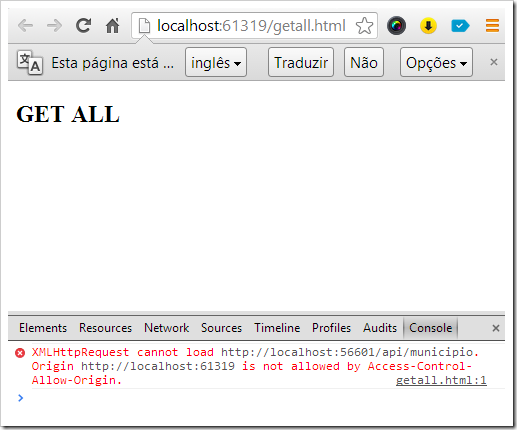 localhost:61319/getall.html
Esta página está ... inglês Traduzir Não Opções ×
GET ALL
Elements Resources Network Sources Timeline Profiles Audits Console ×
XMLHttpRequest cannot load http://localhost:56601/api/municipio.
Origin http://localhost:61319 is not allowed by Access-Control-
Allow-Origin. getall.html:1